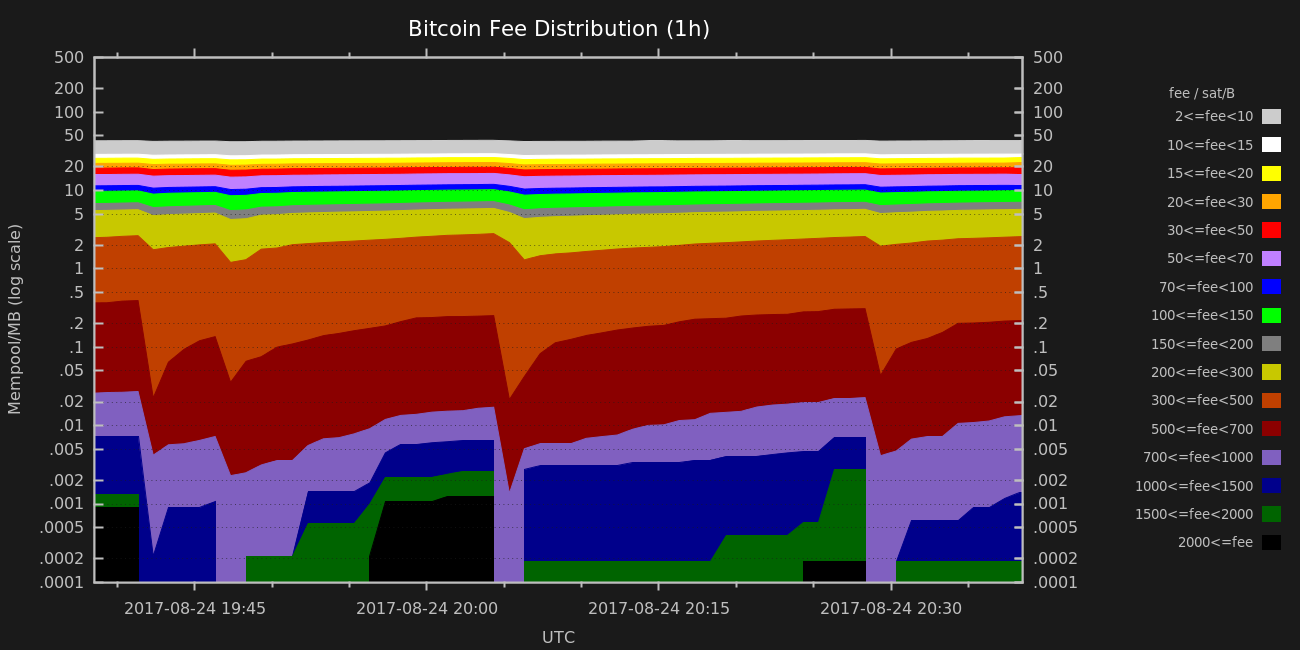 Bitcoin Fee Distribution (1h)
Mempool/MB (log scale)
500
200
100
50
20
10
5
2
1
.5
.2
.1
.05
.02
.01
.005
.002
.001
.0005
.0002
.0001
500
200
100
50
20
10
5
2
1
.5
.2
.1
.05
.02
.01
.005
.002
.001
.0005
.0002
.0001
2017-08-24 19:45
2017-08-24 20:00
2017-08-24 20:15
2017-08-24 20:30
UTC
fee / sat/B
2<=fee<10
10<=fee<15
15<=fee<20
20<=fee<30
30<=fee<50
50<=fee<70
70<=fee<100
100<=fee<150
150<=fee<200
200<=fee<300
300<=fee<500
500<=fee<700
700<=fee<1000
1000<=fee<1500
1500<=fee<2000
2000<=fee